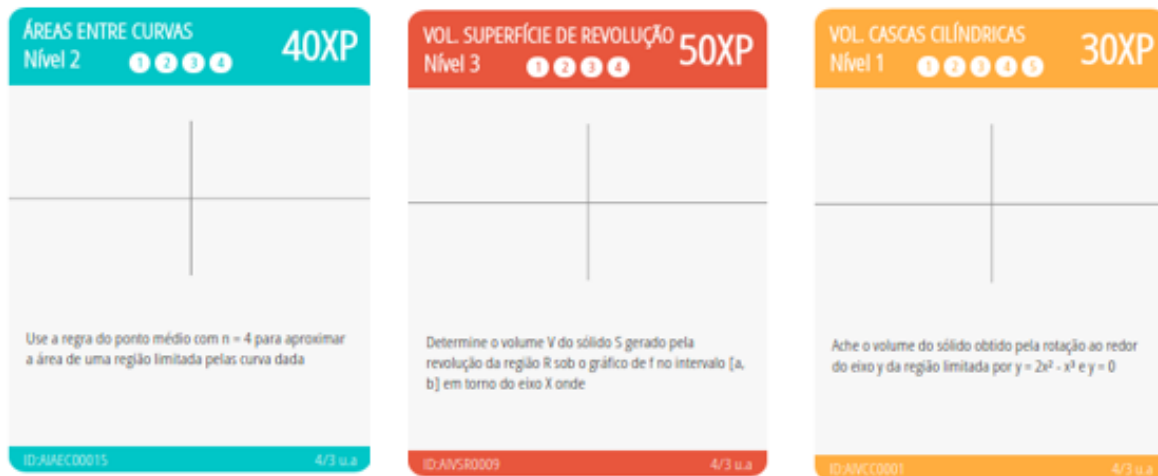 ÁREAS ENTRE CURVAS
Nível 2 1 2 3 4 40XP
Use a regra do ponto médio com n = 4 para aproximar
a área de uma região limitada pelas curva dada
ID:AIAEC00015 4/3 u.a
VOL. SUPERFÍCIE DE REVOLUÇÃO
Nível 3 1 2 3 4 50XP
Determine o volume V do sólido S gerado pela
revolução da região R sob o gráfico de f no intervalo [a,
b] em torno do eixo X onde
ID:AIVSR0009 4/3 u.a
VOL. CASCAS CILÍNDRICAS
Nível 1 1 2 3 4 5 30XP
Ache o volume do sólido obtido pela rotação ao redor
do eixo y da região limitada por y = 2x² - x³ e y = 0
ID:AIVCC0001 4/3 u.a